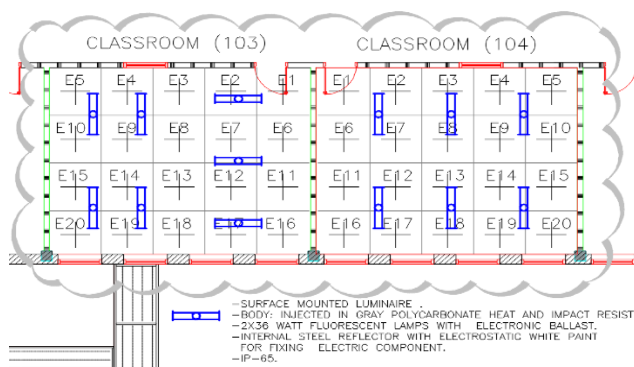 CLASSROOM (103) CLASSROOM (104)
E5 E4 E3 E2 E1 E1 E2 E3 E4 E5
E10 E9 E8 E7 E6 E6 E7 E8 E9 E10
E15 E14 E13 E12 E11 E11 E12 E13 E14 E15
E20 E19 E18 E17 E16 E16 E17 E18 E19 E20
-SURFACE MOUNTED LUMINAIRE .
-BODY: INJECTED IN GRAY POLYCARBONATE HEAT AND IMPACT RESIST
-2X36 WATT FLUORESCENT LAMPS WITH ELECTRONIC BALLAST.
-INTERNAL STEEL REFLECTOR WITH ELECTROSTATIC WHITE PAINT
FOR FIXING ELECTRIC COMPONENT.
-IP-65.